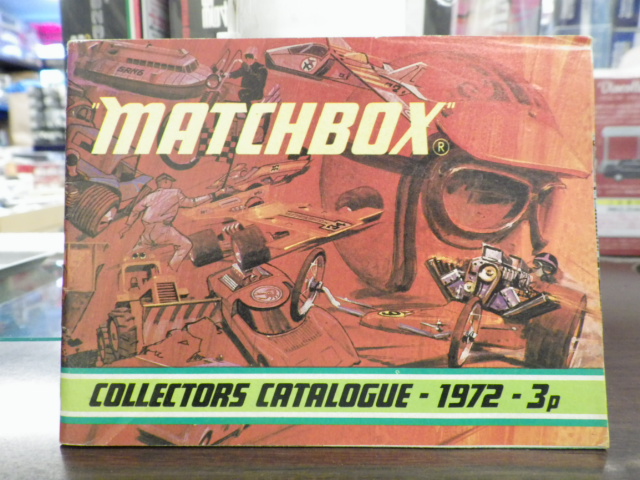 "MATCHBOX"®
COLLECTORS CATALOGUE - 1972 - 3p